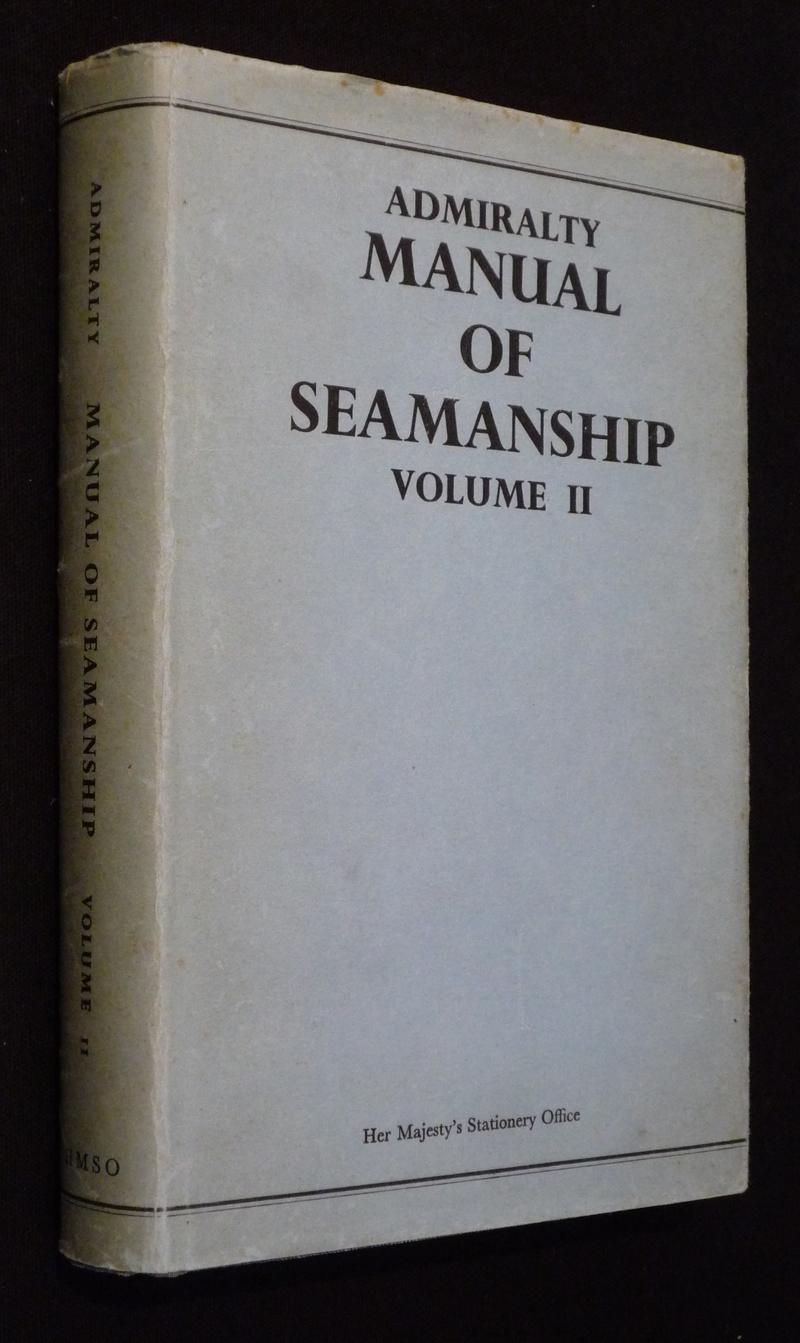 ADMIRALTY
MANUAL
OF
SEAMANSHIP
VOLUME II
Her Majesty's Stationery Office
ADMIRALTY MANUAL OF SEAMANSHIP VOLUME II
HMSO